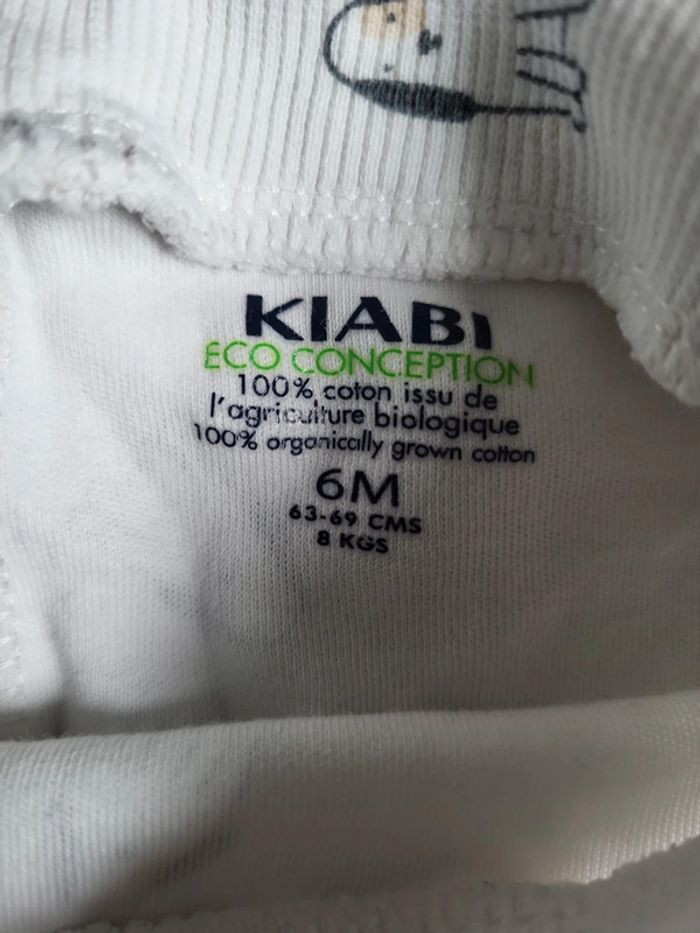 KIABI
ECO CONCEPTION
100% coton issu de
l'agriculture biologique
100% organically grown cotton
6M
63-69 CMS
8 KGS